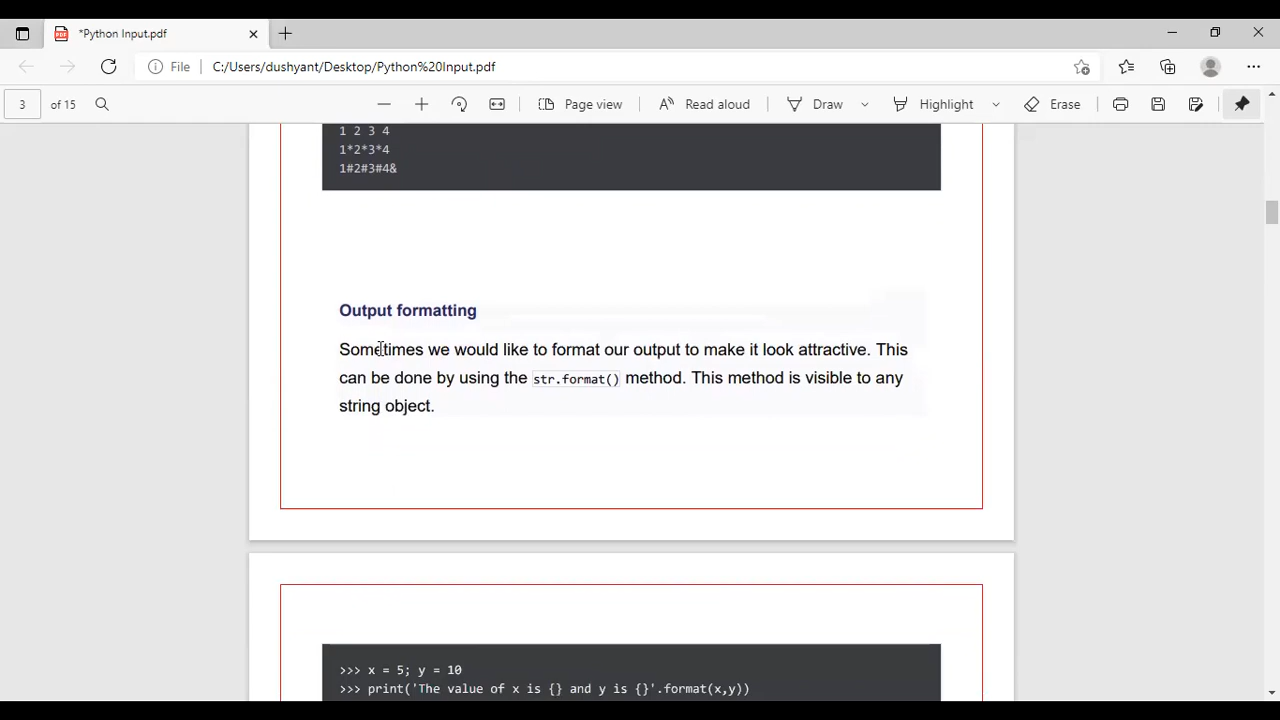 *Python Input.pdf
File C:/Users/dushyant/Desktop/Python%20Input.pdf
3 of 15 Page view Read aloud Draw Highlight Erase
1 2 3 4
1*2*3*4
1#2#3#4&
Output formatting
Sometimes we would like to format our output to make it look attractive. This
can be done by using the str.format() method. This method is visible to any
string object.
>>> x = 5; y = 10
>>> print('The value of x is {} and y is {}'.format(x,y))